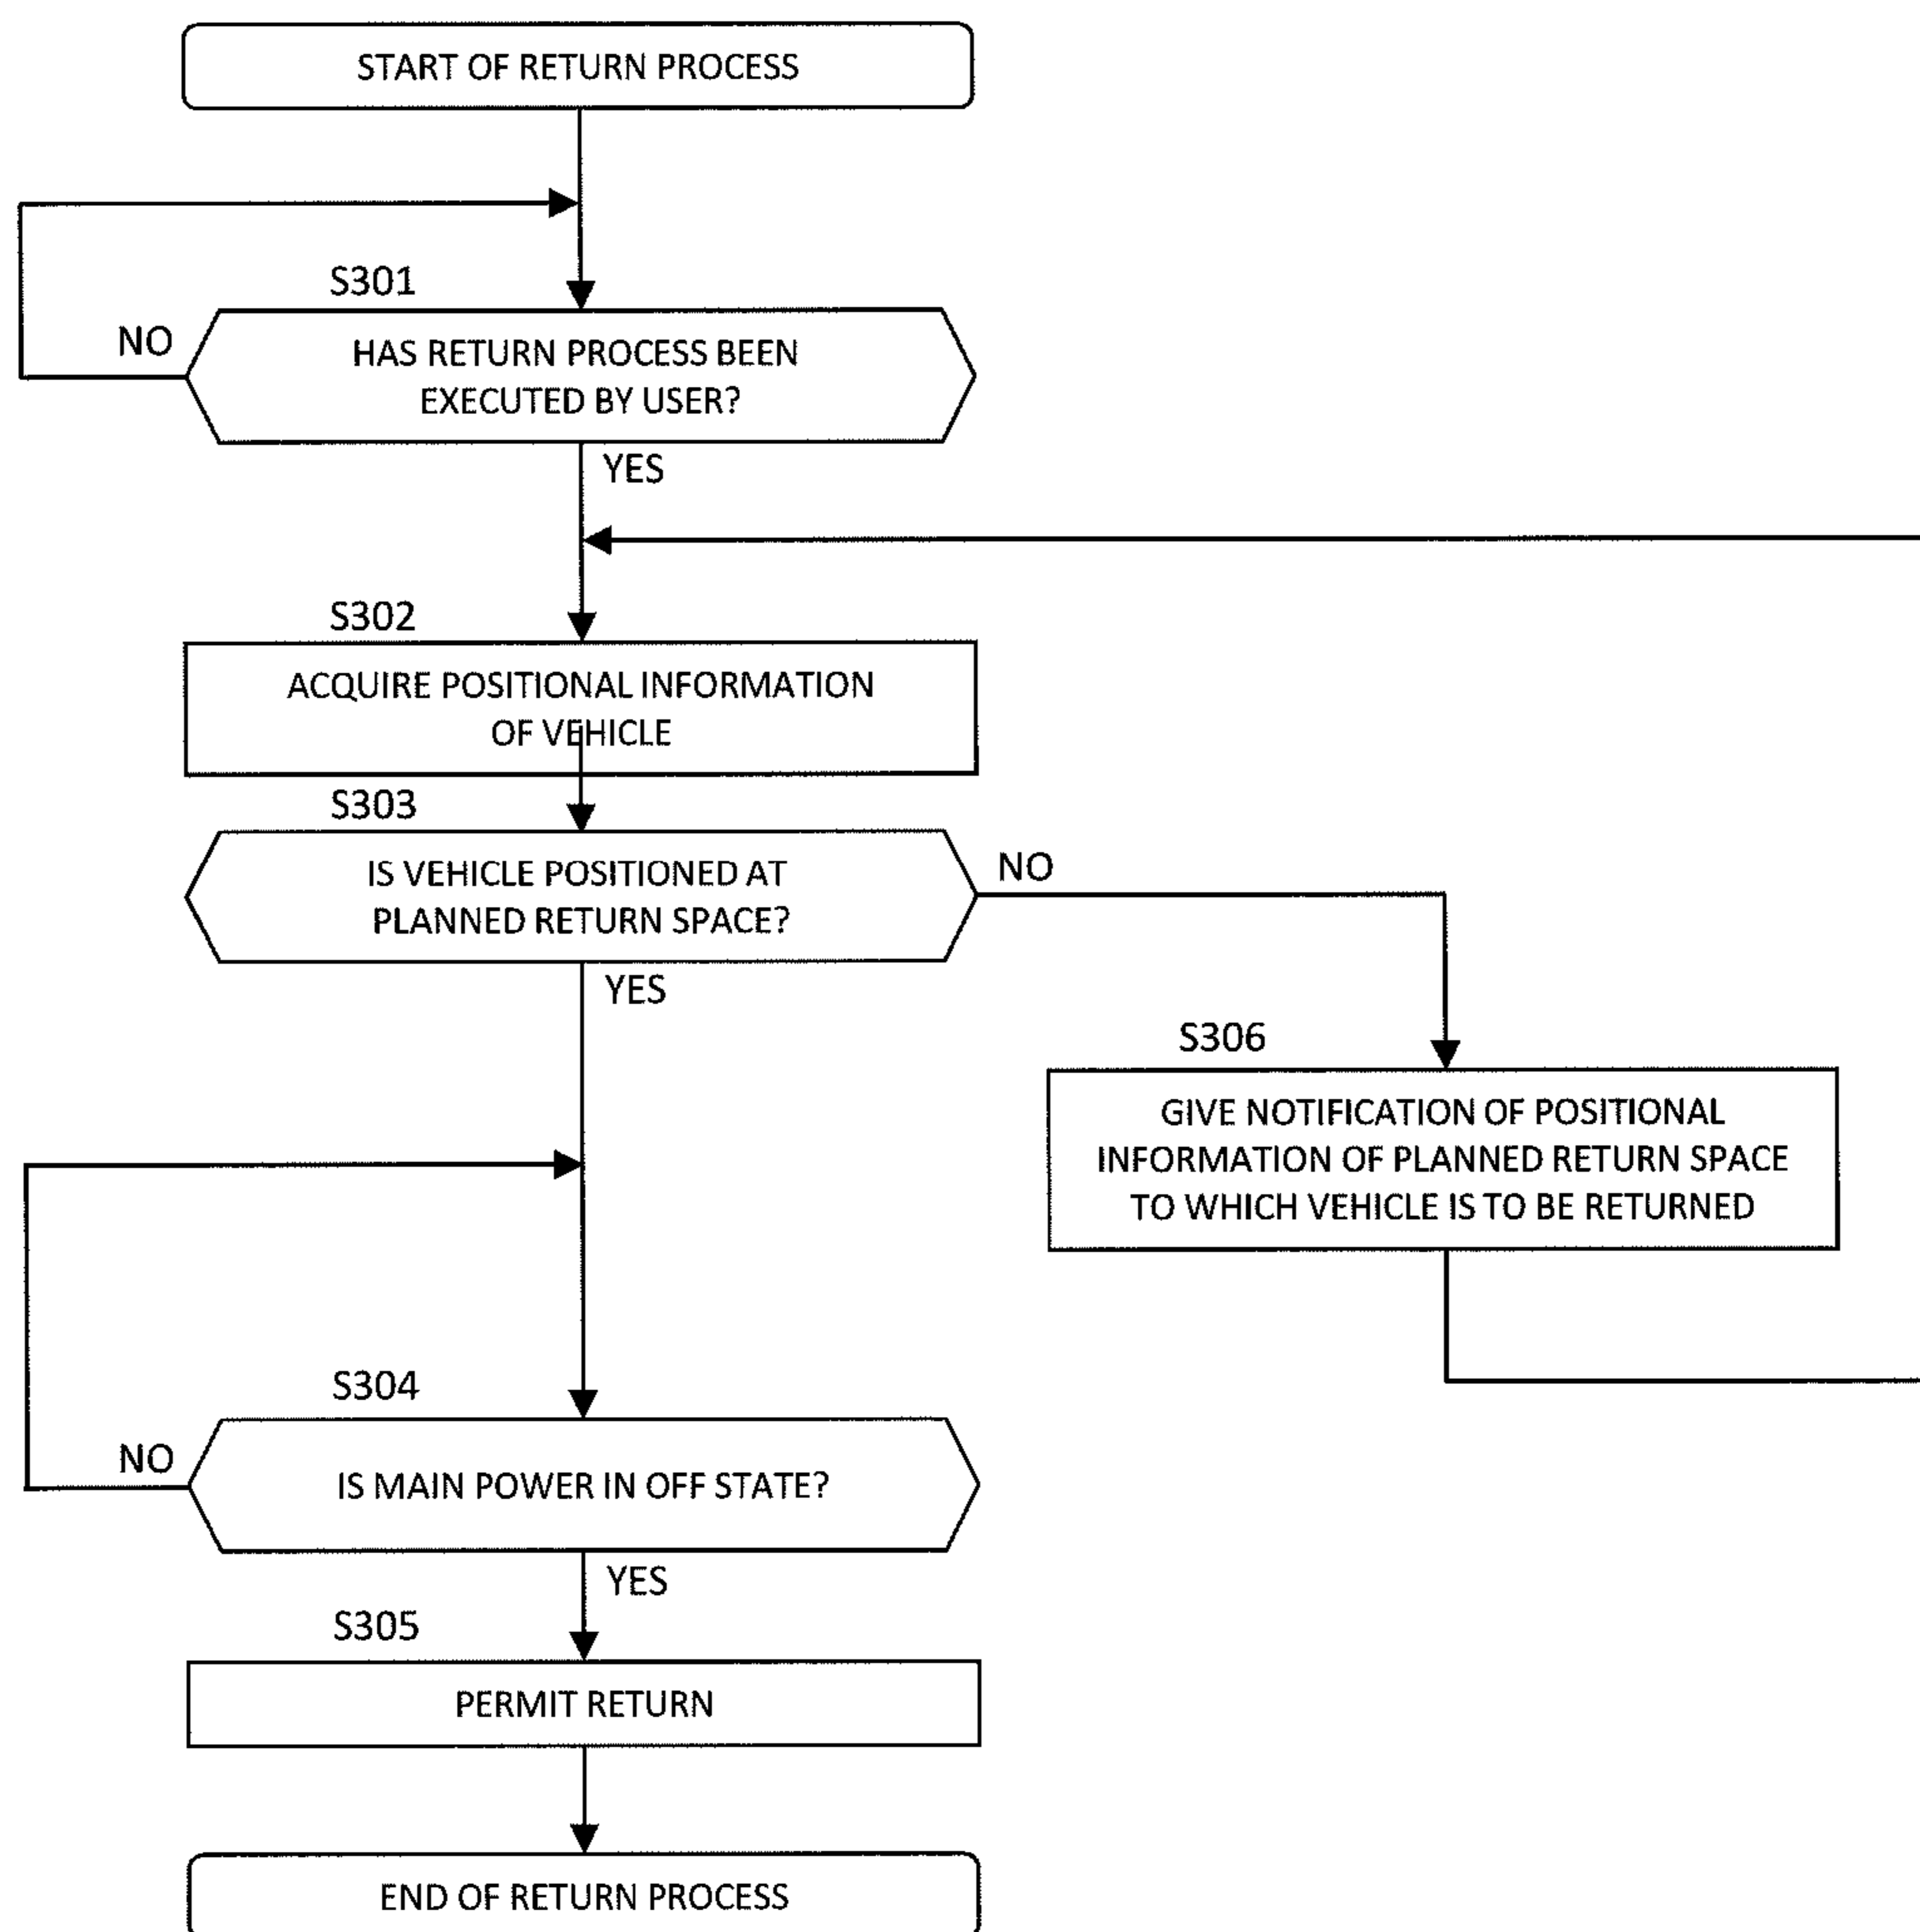 START OF RETURN PROCESS
S301
NO
HAS RETURN PROCESS BEEN
EXECUTED BY USER?
YES
S302
ACQUIRE POSITIONAL INFORMATION
OF VEHICLE
S303
IS VEHICLE POSITIONED AT
PLANNED RETURN SPACE?
NO
YES
S306
GIVE NOTIFICATION OF POSITIONAL
INFORMATION OF PLANNED RETURN SPACE
TO WHICH VEHICLE IS TO BE RETURNED
S304
NO
IS MAIN POWER IN OFF STATE?
YES
S305
PERMIT RETURN
END OF RETURN PROCESS